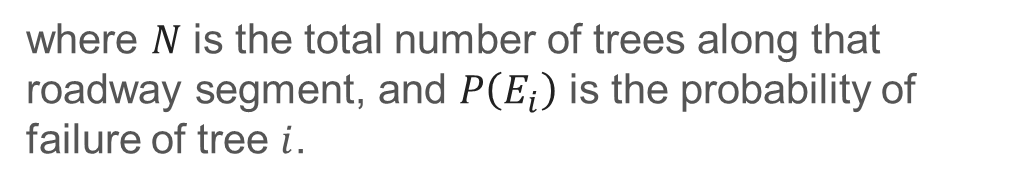 where N is the total number of trees along that
roadway segment, and P(E_i) is the probability of
failure of tree i.